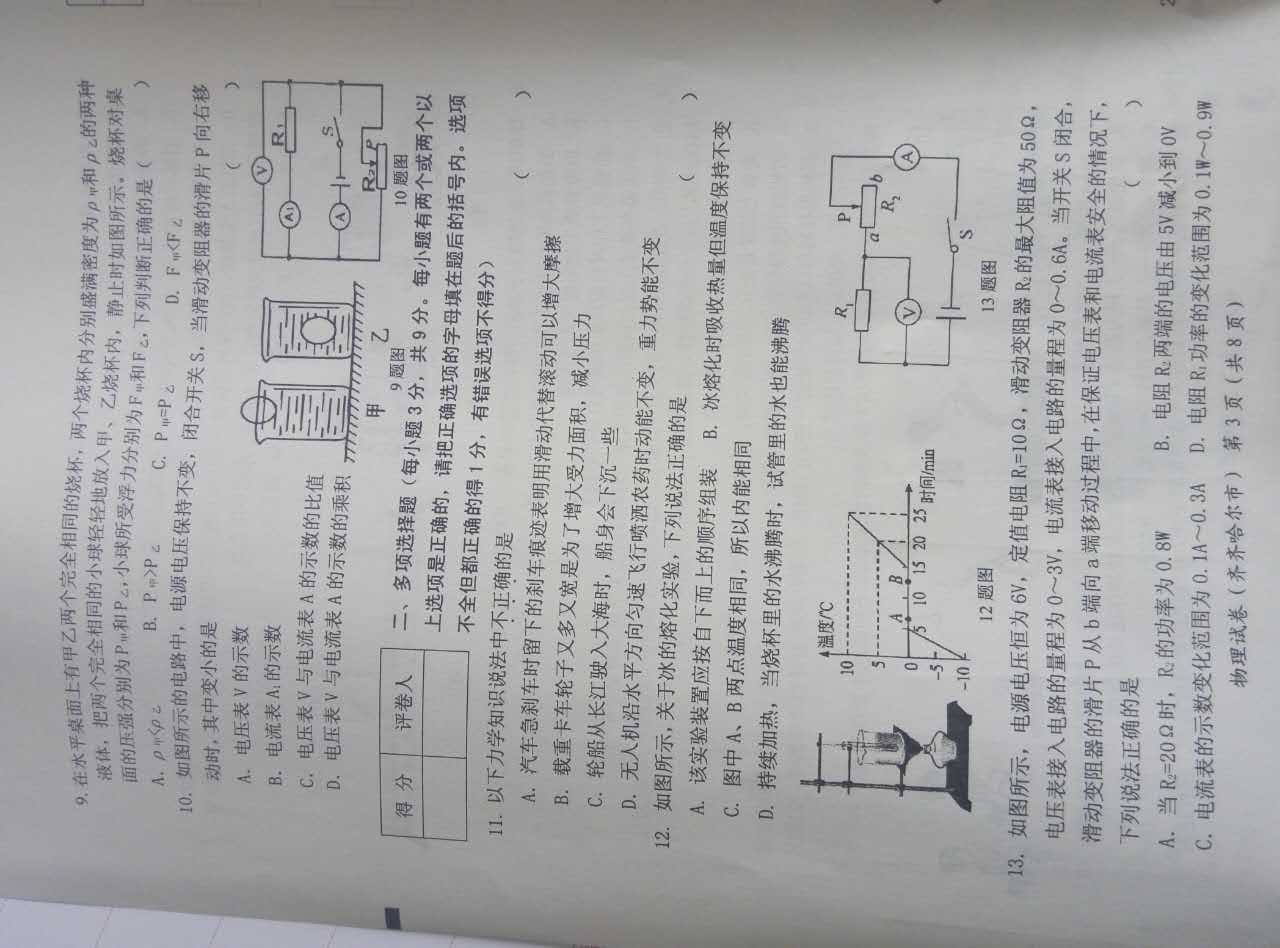 9.在水平桌面上有甲乙两个完全相同的烧杯，两个烧杯内分别盛满密度为ρ甲和ρ乙的两种
液体，把两个完全相同的小球轻轻地放入甲、乙烧杯内，静止时如图所示。烧杯对桌
面的压强分别为P甲和P乙,小球所受浮力分别为F甲和F乙,下列判断正确的是（ ）
A. ρ甲<ρ乙 B. P甲>P乙 C. P甲=P乙 D. F甲<F乙
10. 如图所示的电路中，电源电压保持不变，闭合开关S，当滑动变阻器的滑片P向右移
动时,其中变小的是 （ ）
A. 电压表V的示数
B. 电流表A₁的示数
C. 电压表V与电流表A的示数的比值
D. 电压表V与电流表A的示数的乘积
甲 乙
9题图
V
A₁ R₁
A S
R₂ P
10题图
得 分 评卷人
二、多项选择题（每小题3分，共9分。每小题有两个或两个以
上选项是正确的，请把正确选项的字母填在题后的括号内。选项
不全但都正确的得1分，有错误选项不得分）
11. 以下力学知识说法中不正确的是 （ ）
A. 汽车急刹车时留下的刹车痕迹表明用滑动代替滚动可以增大摩擦
B. 载重卡车轮子又多又宽是为了增大受力面积，减小压力
C. 轮船从长江驶入大海时，船身会下沉一些
D. 无人机沿水平方向匀速飞行喷洒农药时动能不变，重力势能不变
12. 如图所示,关于冰的熔化实验,下列说法正确的是 （ ）
A. 该实验装置应按自下而上的顺序组装 B. 冰熔化时吸收热量但温度保持不变
C. 图中A、B两点温度相同，所以内能相同
D. 持续加热，当烧杯里的水沸腾时，试管里的水也能沸腾
温度/℃
10
5
0
-5
-10
A B
5 10 15 20 25
时间/min
12题图
R₁
V
P
a b
R₂
A
S
13题图
13. 如图所示，电源电压恒为6V，定值电阻R₁=10Ω，滑动变阻器R₂的最大阻值为50Ω，
电压表接入电路的量程为0～3V，电流表接入电路的量程为0～0.6A。当开关S闭合，
滑动变阻器的滑片P从b端向a端移动过程中,在保证电压表和电流表安全的情况下，
下列说法正确的是 （ ）
A. 当R₂=20Ω时，R₂的功率为0.8W B. 电阻R₂两端的电压由5V减小到0V
C. 电流表的示数变化范围为0.1A～0.3A D. 电阻R₁功率的变化范围为0.1W～0.9W
物理试卷(齐齐哈尔市) 第3页(共8页)